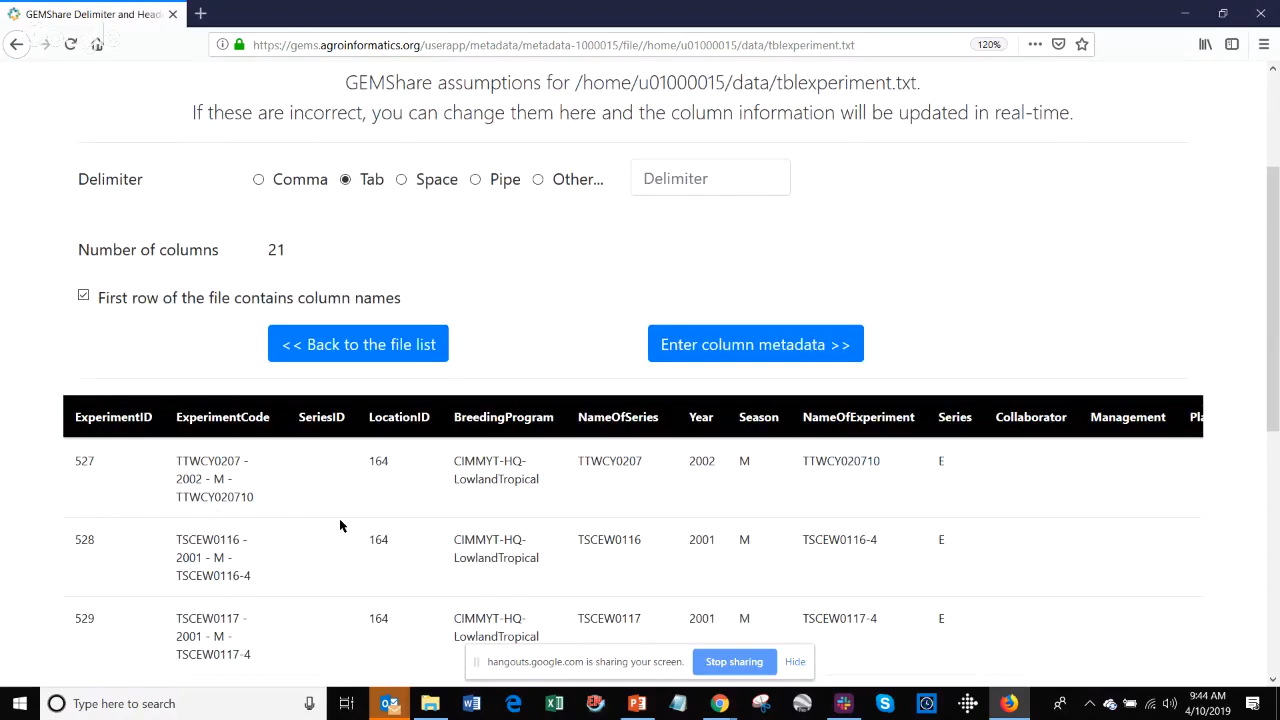 GEMShare Delimiter and Head
https://gems.agroinformatics.org/userapp/metadata/metadata-1000015/file//home/u01000015/data/tblexperiment.txt
120%
GEMShare assumptions for /home/u01000015/data/tblexperiment.txt.
If these are incorrect, you can change them here and the column information will be updated in real-time.
Delimiter Comma Tab Space Pipe Other... Delimiter
Number of columns 21
First row of the file contains column names
<< Back to the file list Enter column metadata >>
ExperimentID ExperimentCode SeriesID LocationID BreedingProgram NameOfSeries Year Season NameOfExperiment Series Collaborator Management Pla
527 TTWCY0207 - 164 CIMMYT-HQ- TTWCY0207 2002 M TTWCY020710 E
2002 - M - LowlandTropical
TTWCY020710
528 TSCEW0116 - 164 CIMMYT-HQ- TSCEW0116 2001 M TSCEW0116-4 E
2001 - M - LowlandTropical
TSCEW0116-4
529 TSCEW0117 - 164 CIMMYT-HQ- TSCEW0117 2001 M TSCEW0117-4 E
2001 - M - LowlandTropical
TSCEW0117-4
hangouts.google.com is sharing your screen. Stop sharing Hide
Type here to search
9:44 AM
4/10/2019